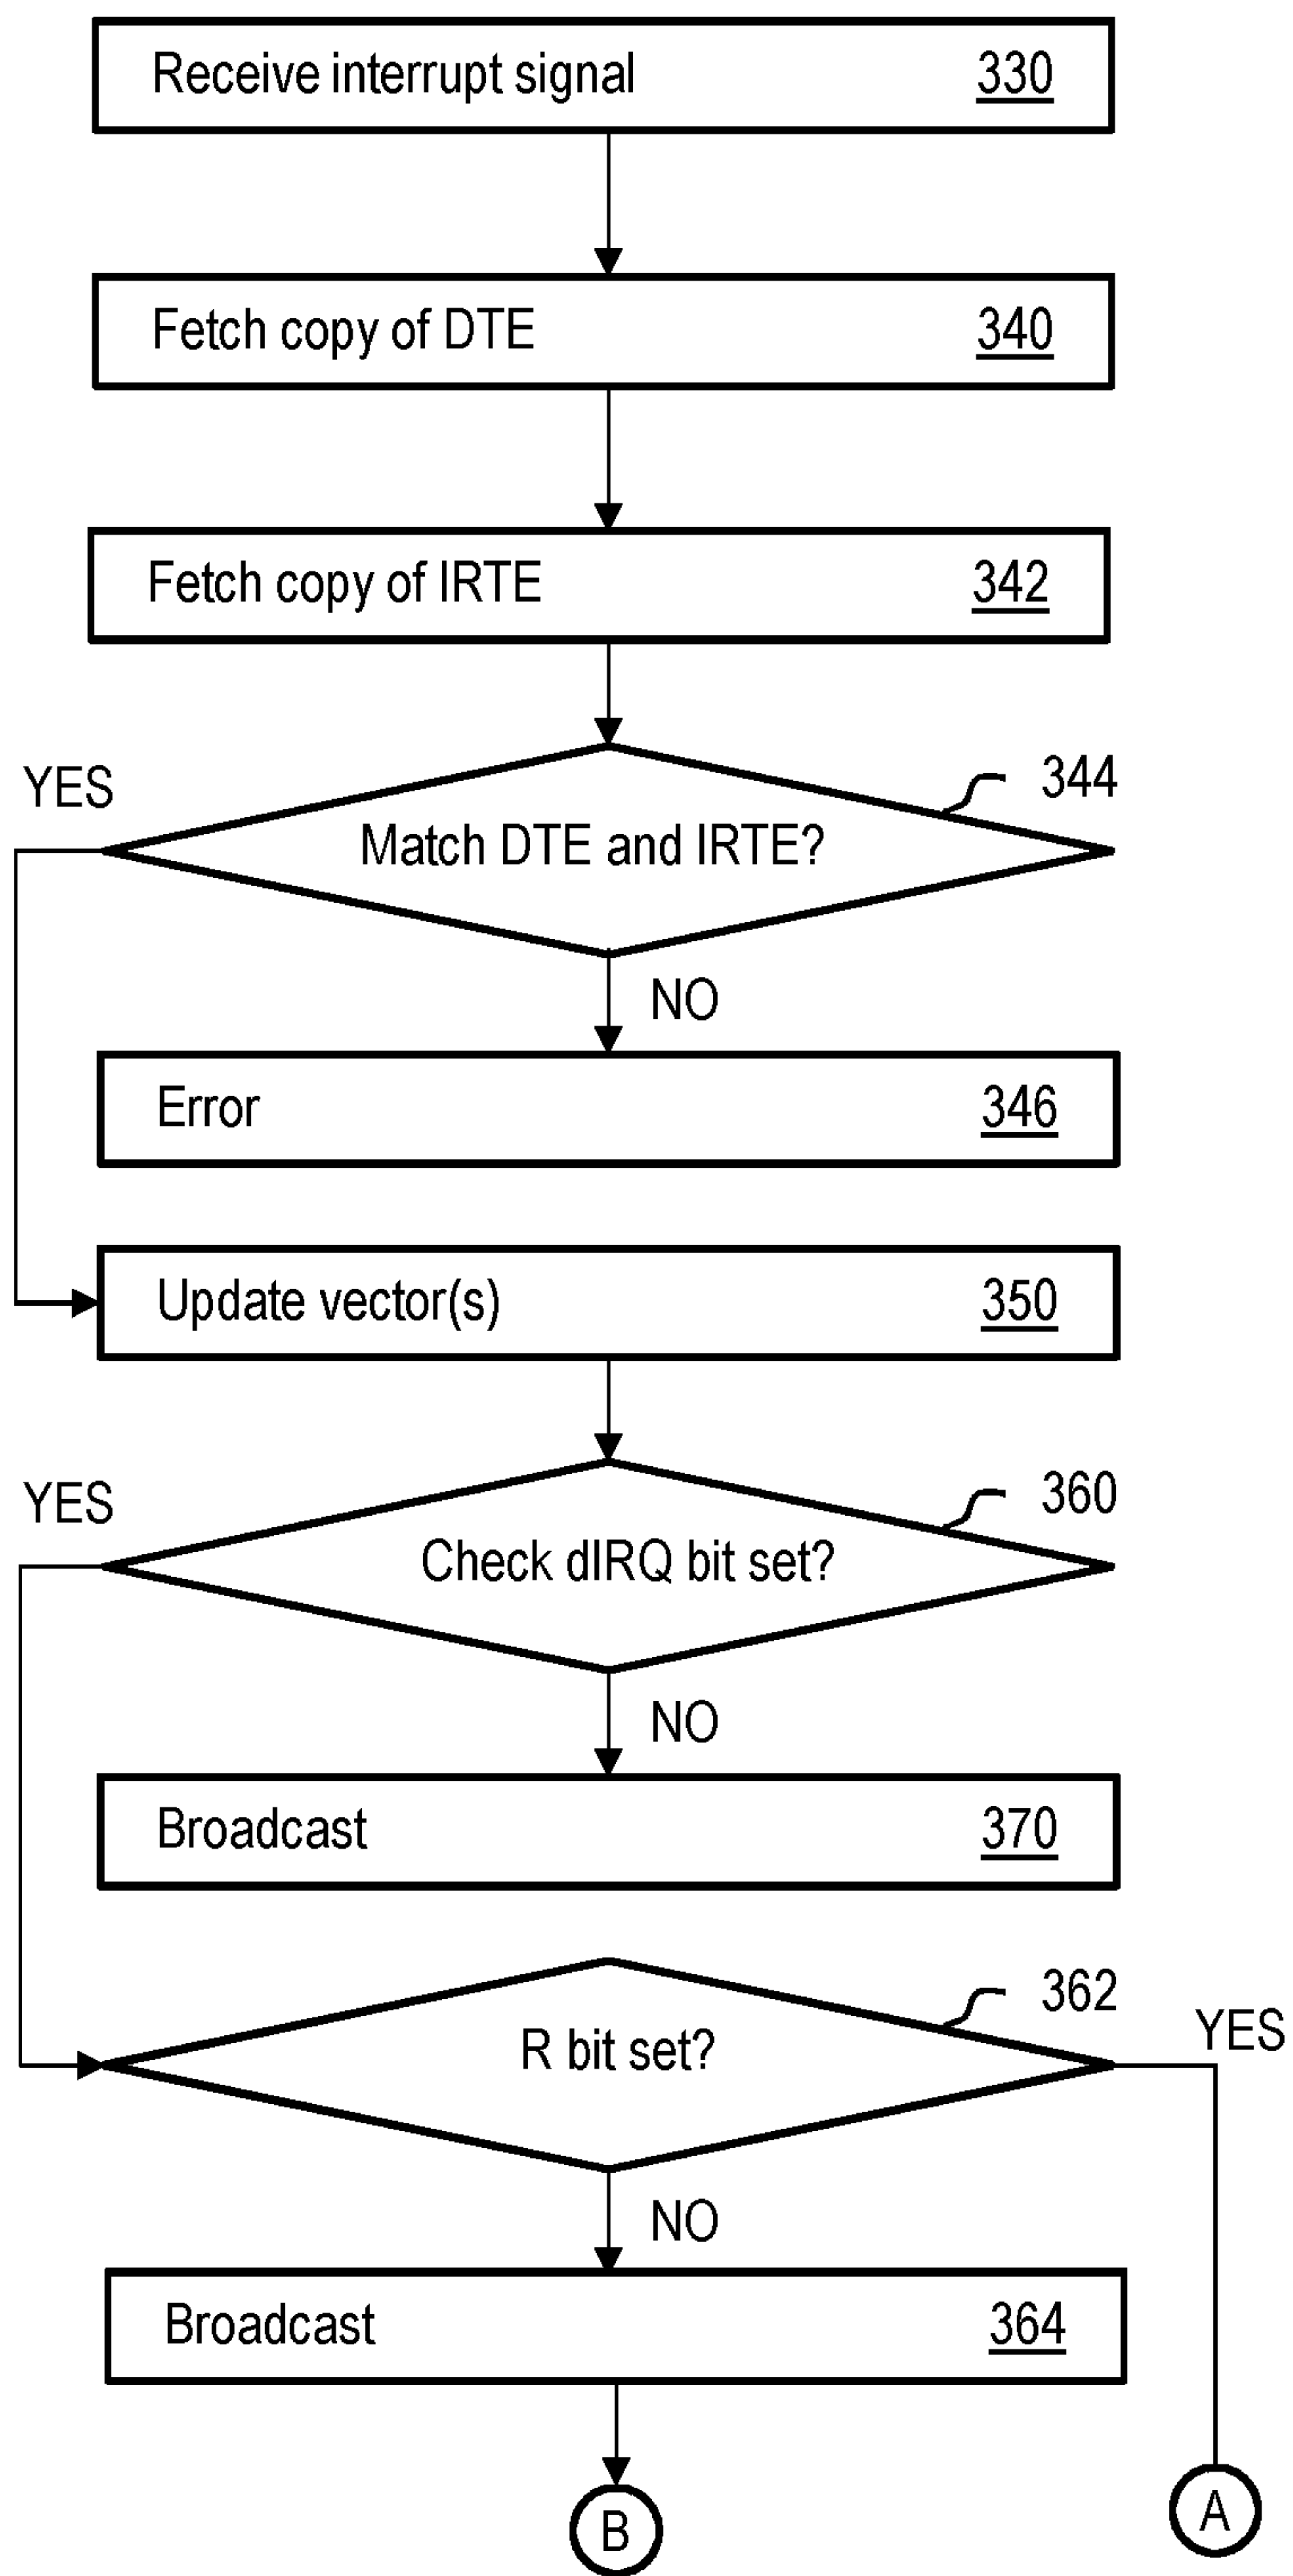 Receive interrupt signal 330
Fetch copy of DTE 340
Fetch copy of IRTE 342
YES
344
Match DTE and IRTE?
NO
Error 346
Update vector(s) 350
YES
360
Check dIRQ bit set?
NO
Broadcast 370
362
YES
R bit set?
NO
Broadcast 364
A
B